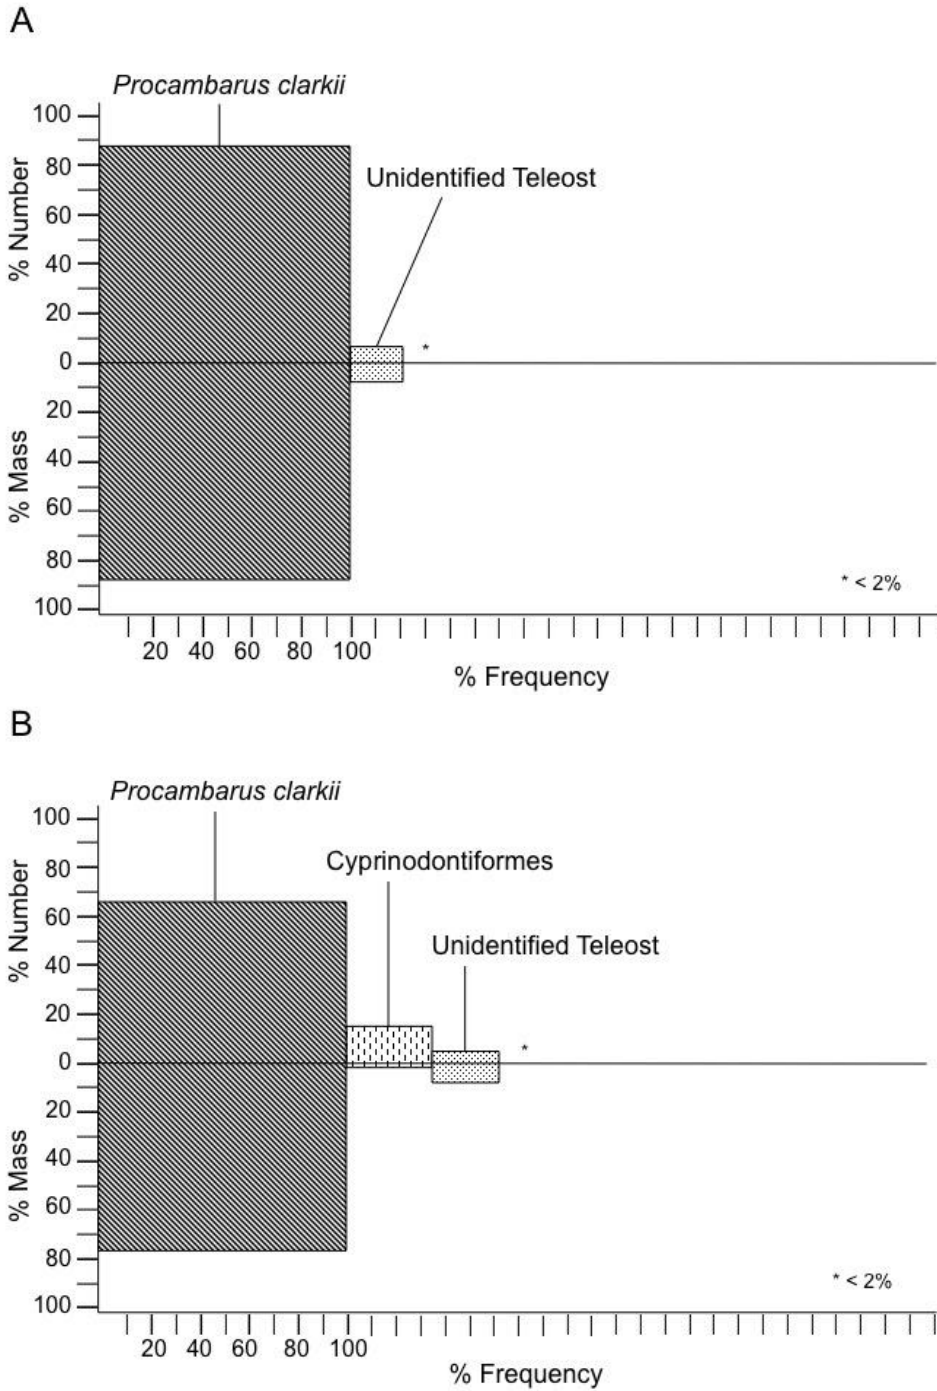 A
Procambarus clarkii
Unidentified Teleost
% Number
% Mass
100
80
60
40
20
0
20
40
60
80
100
*
* < 2%
20 40 60 80 100
% Frequency
B
Procambarus clarkii
Cyprinodontiformes
Unidentified Teleost
% Number
% Mass
100
80
60
40
20
0
20
40
60
80
100
*
* < 2%
20 40 60 80 100
% Frequency